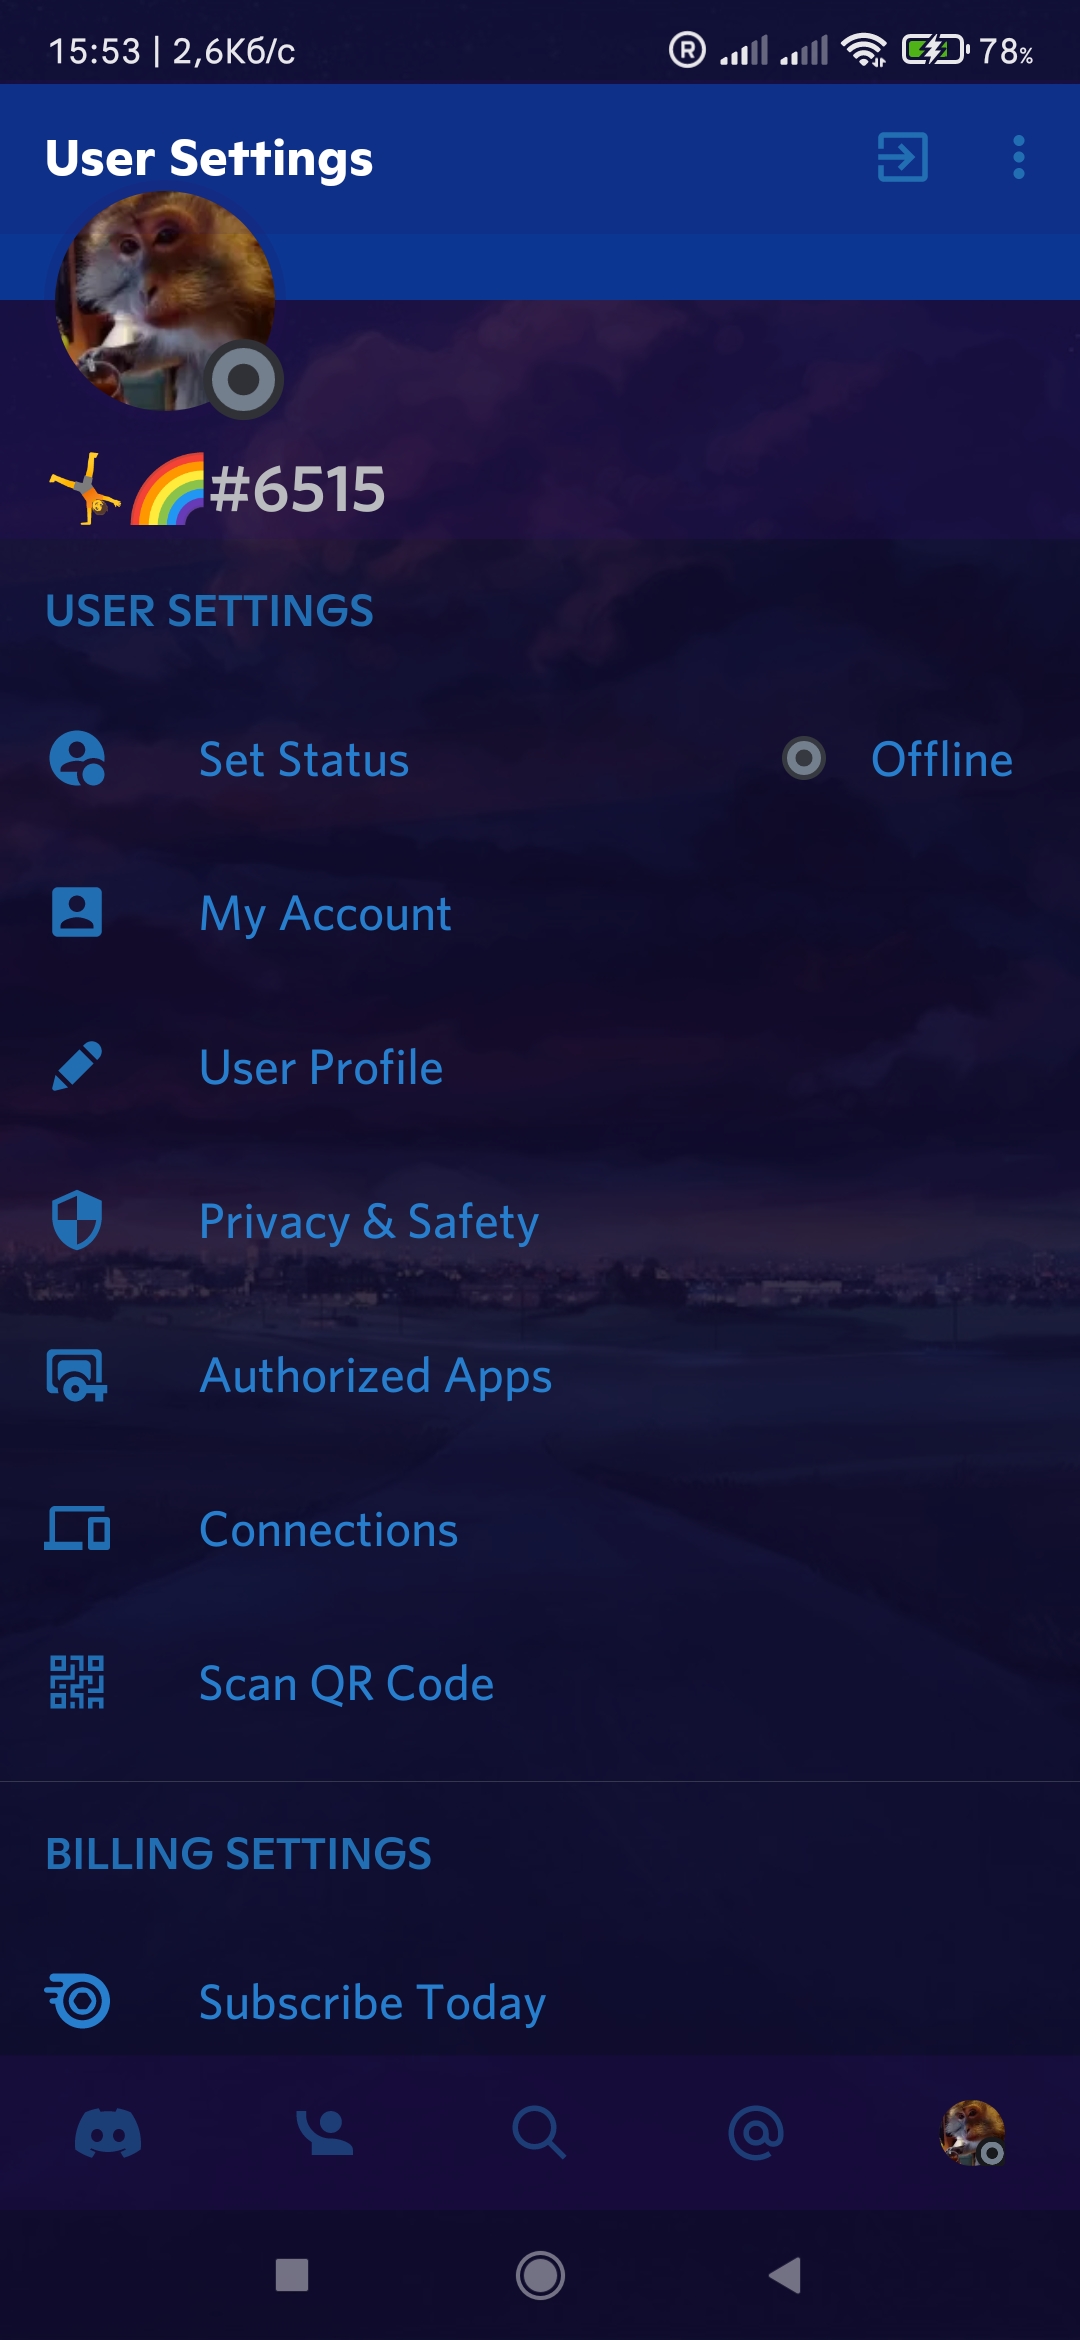 15:53 | 2,6Кб/с
78%
User Settings
🤸🌈#6515
USER SETTINGS
Set Status
Offline
My Account
User Profile
Privacy & Safety
Authorized Apps
Connections
Scan QR Code
BILLING SETTINGS
Subscribe Today